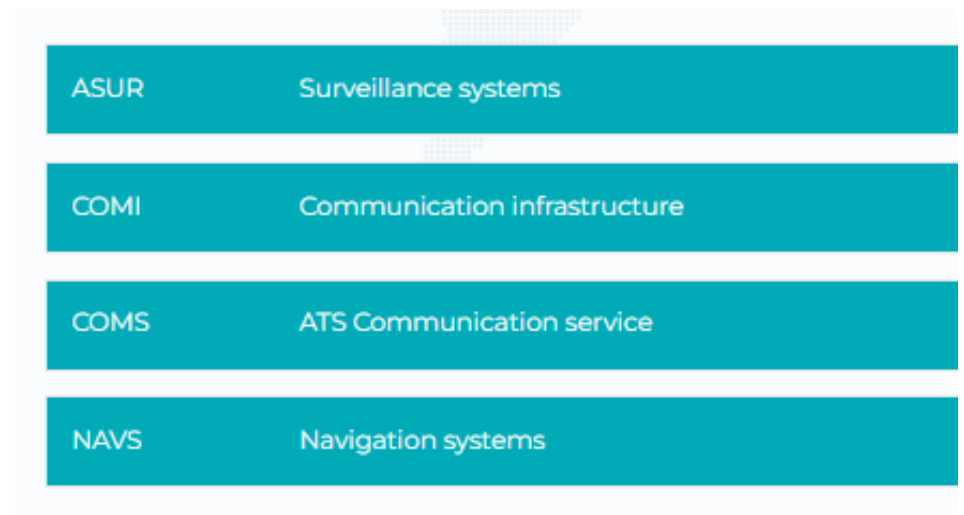 ASUR Surveillance systems
COMI Communication infrastructure
COMS ATS Communication service
NAVS Navigation systems